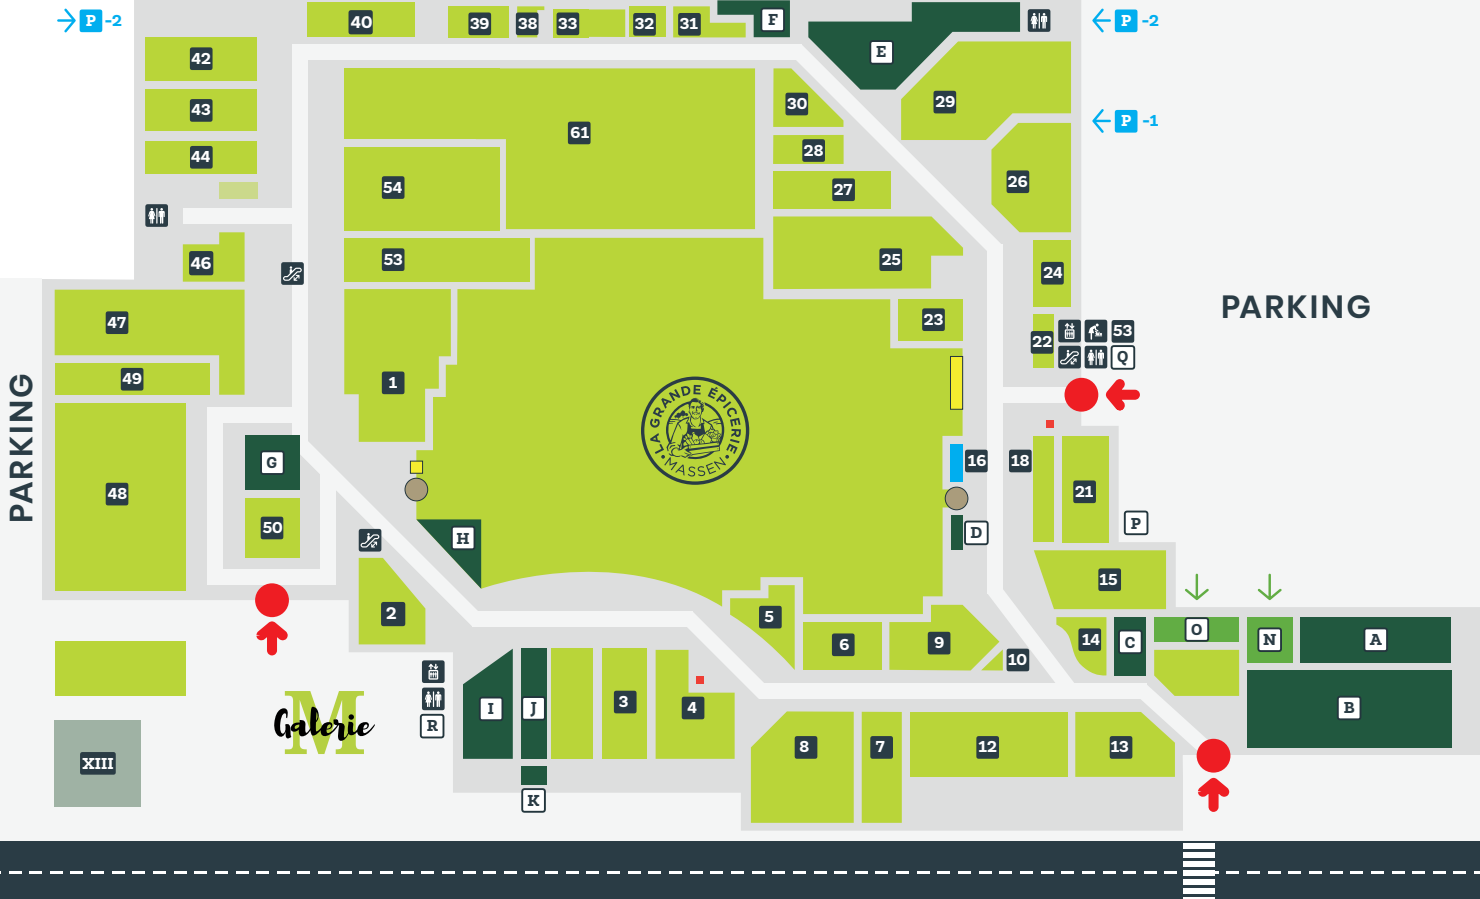 P -2
40
39
38
33
32
31
F
P -2
42
E
43
61
30
29
P -1
44
28
54
27
26
46
53
25
24
PARKING
47
23
22
53
Q
49
1
LA GRANDE ÉPICERIE
MASSEN
PARKING
G
16
18
48
21
50
H
D
P
2
15
5
6
9
14
C
O
N
A
10
R
I
J
3
4
B
Galerie
M
8
7
12
13
XIII
K